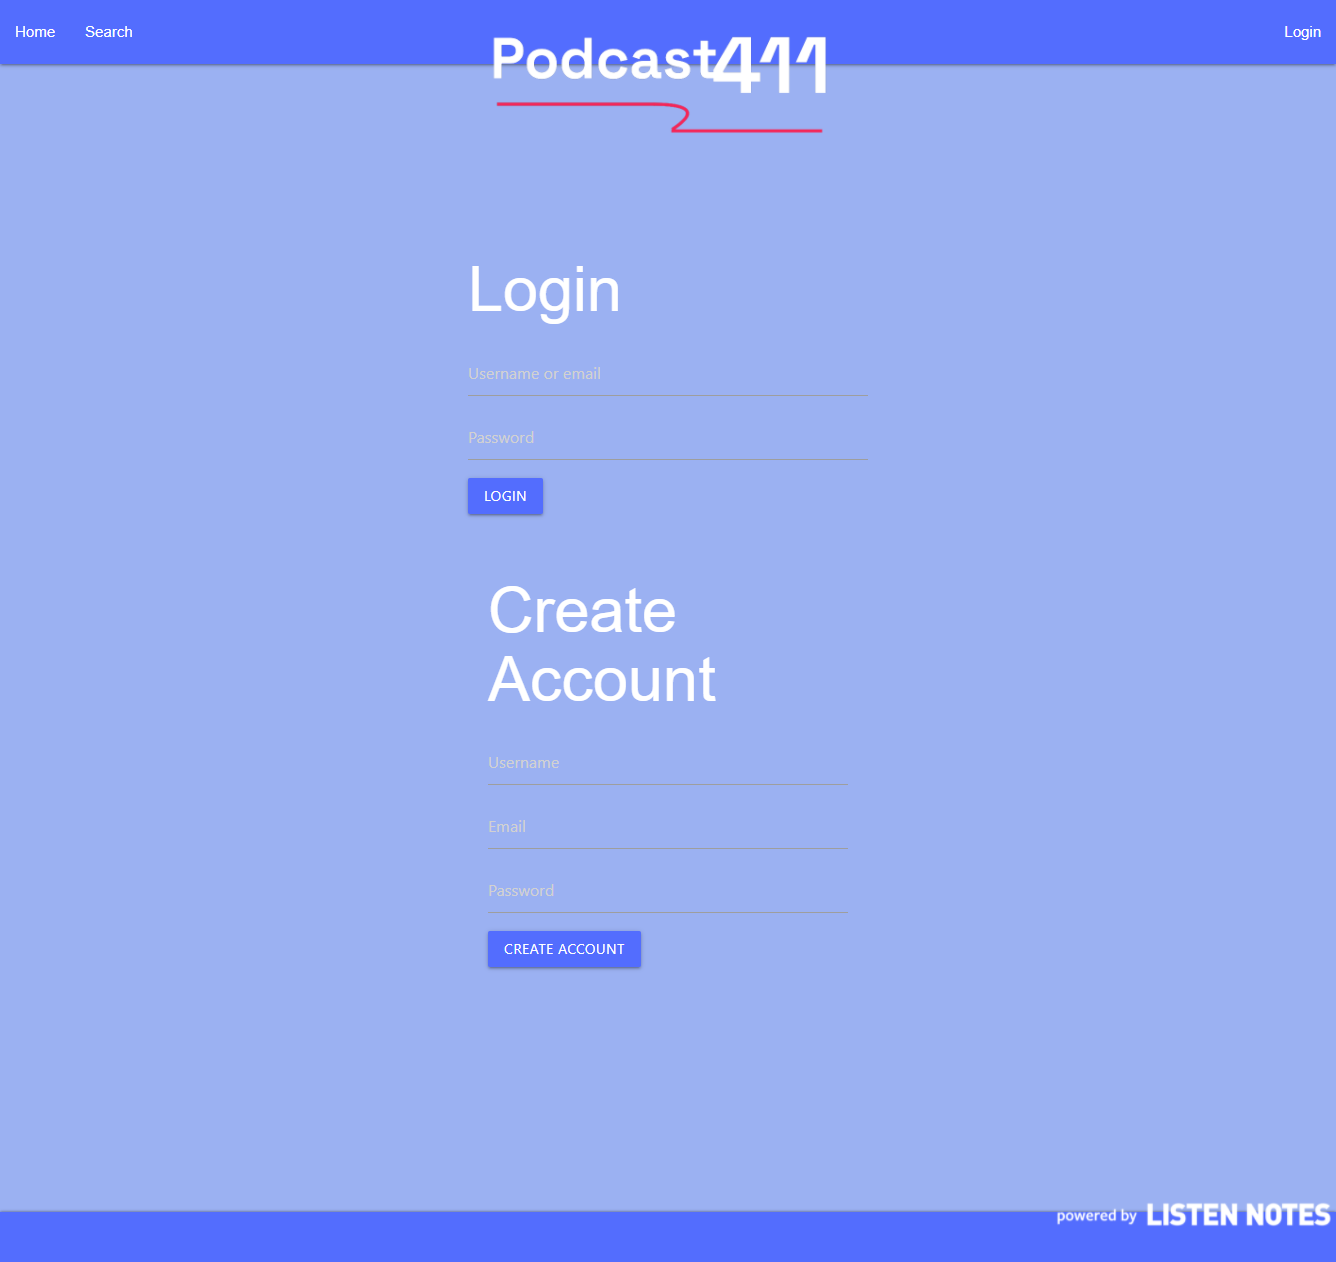 Home Search Login
Podcast411
Login
Username or email
Password
LOGIN
Create
Account
Username
Email
Password
CREATE ACCOUNT
powered by LISTEN NOTES